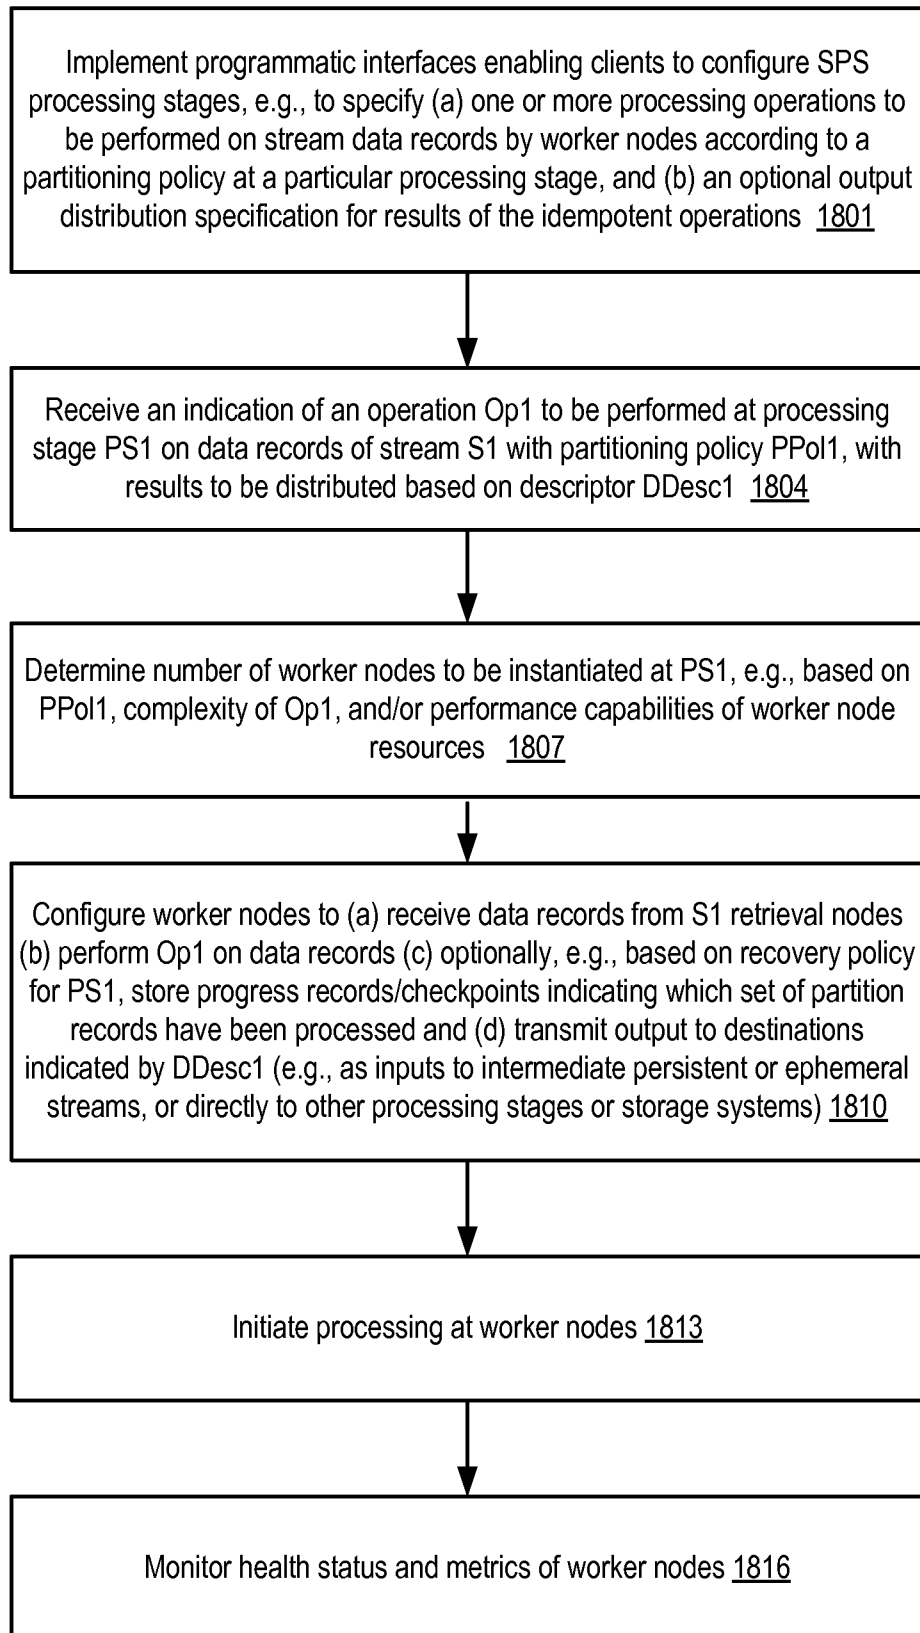 Implement programmatic interfaces enabling clients to configure SPS
processing stages, e.g., to specify (a) one or more processing operations to
be performed on stream data records by worker nodes according to a
partitioning policy at a particular processing stage, and (b) an optional output
distribution specification for results of the idempotent operations 1801
Receive an indication of an operation Op1 to be performed at processing
stage PS1 on data records of stream S1 with partitioning policy PPol1, with
results to be distributed based on descriptor DDesc1 1804
Determine number of worker nodes to be instantiated at PS1, e.g., based on
PPol1, complexity of Op1, and/or performance capabilities of worker node
resources 1807
Configure worker nodes to (a) receive data records from S1 retrieval nodes
(b) perform Op1 on data records (c) optionally, e.g., based on recovery policy
for PS1, store progress records/checkpoints indicating which set of partition
records have been processed and (d) transmit output to destinations
indicated by DDesc1 (e.g., as inputs to intermediate persistent or ephemeral
streams, or directly to other processing stages or storage systems) 1810
Initiate processing at worker nodes 1813
Monitor health status and metrics of worker nodes 1816